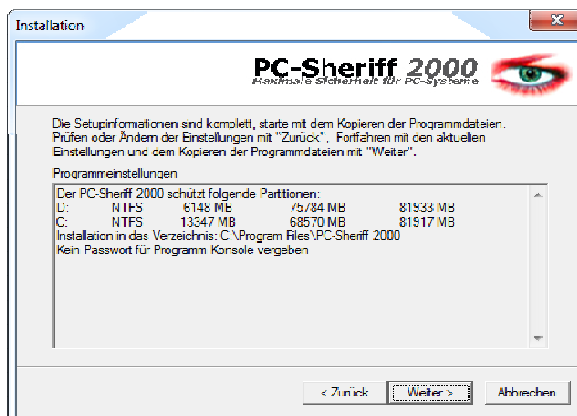 Installation
PC-Sheriff 2000
Maximale Sicherheit für PC-Systeme
Die Setupinformationen sind komplett, starte mit dem Kopieren der Programmdateien.
Prüfen oder Ändern der Einstellungen mit "Zurück", Fortfahren mit den aktuellen
Einstellungen und dem Kopieren der Programmdateien mit "Weiter".
Programmeinstellungen
Der PC-Sheriff 2000 schützt folgende Partitionen:
D: NTFS 6148 MB 75784 MB 81933 MB
C: NTFS 13347 MB 68570 MB 81917 MB
Installation in das Verzeichnis: C:\Program Files\PC-Sheriff 2000
Kein Passwort für Programm Konsole vergeben
< Zurück Weiter > Abbrechen